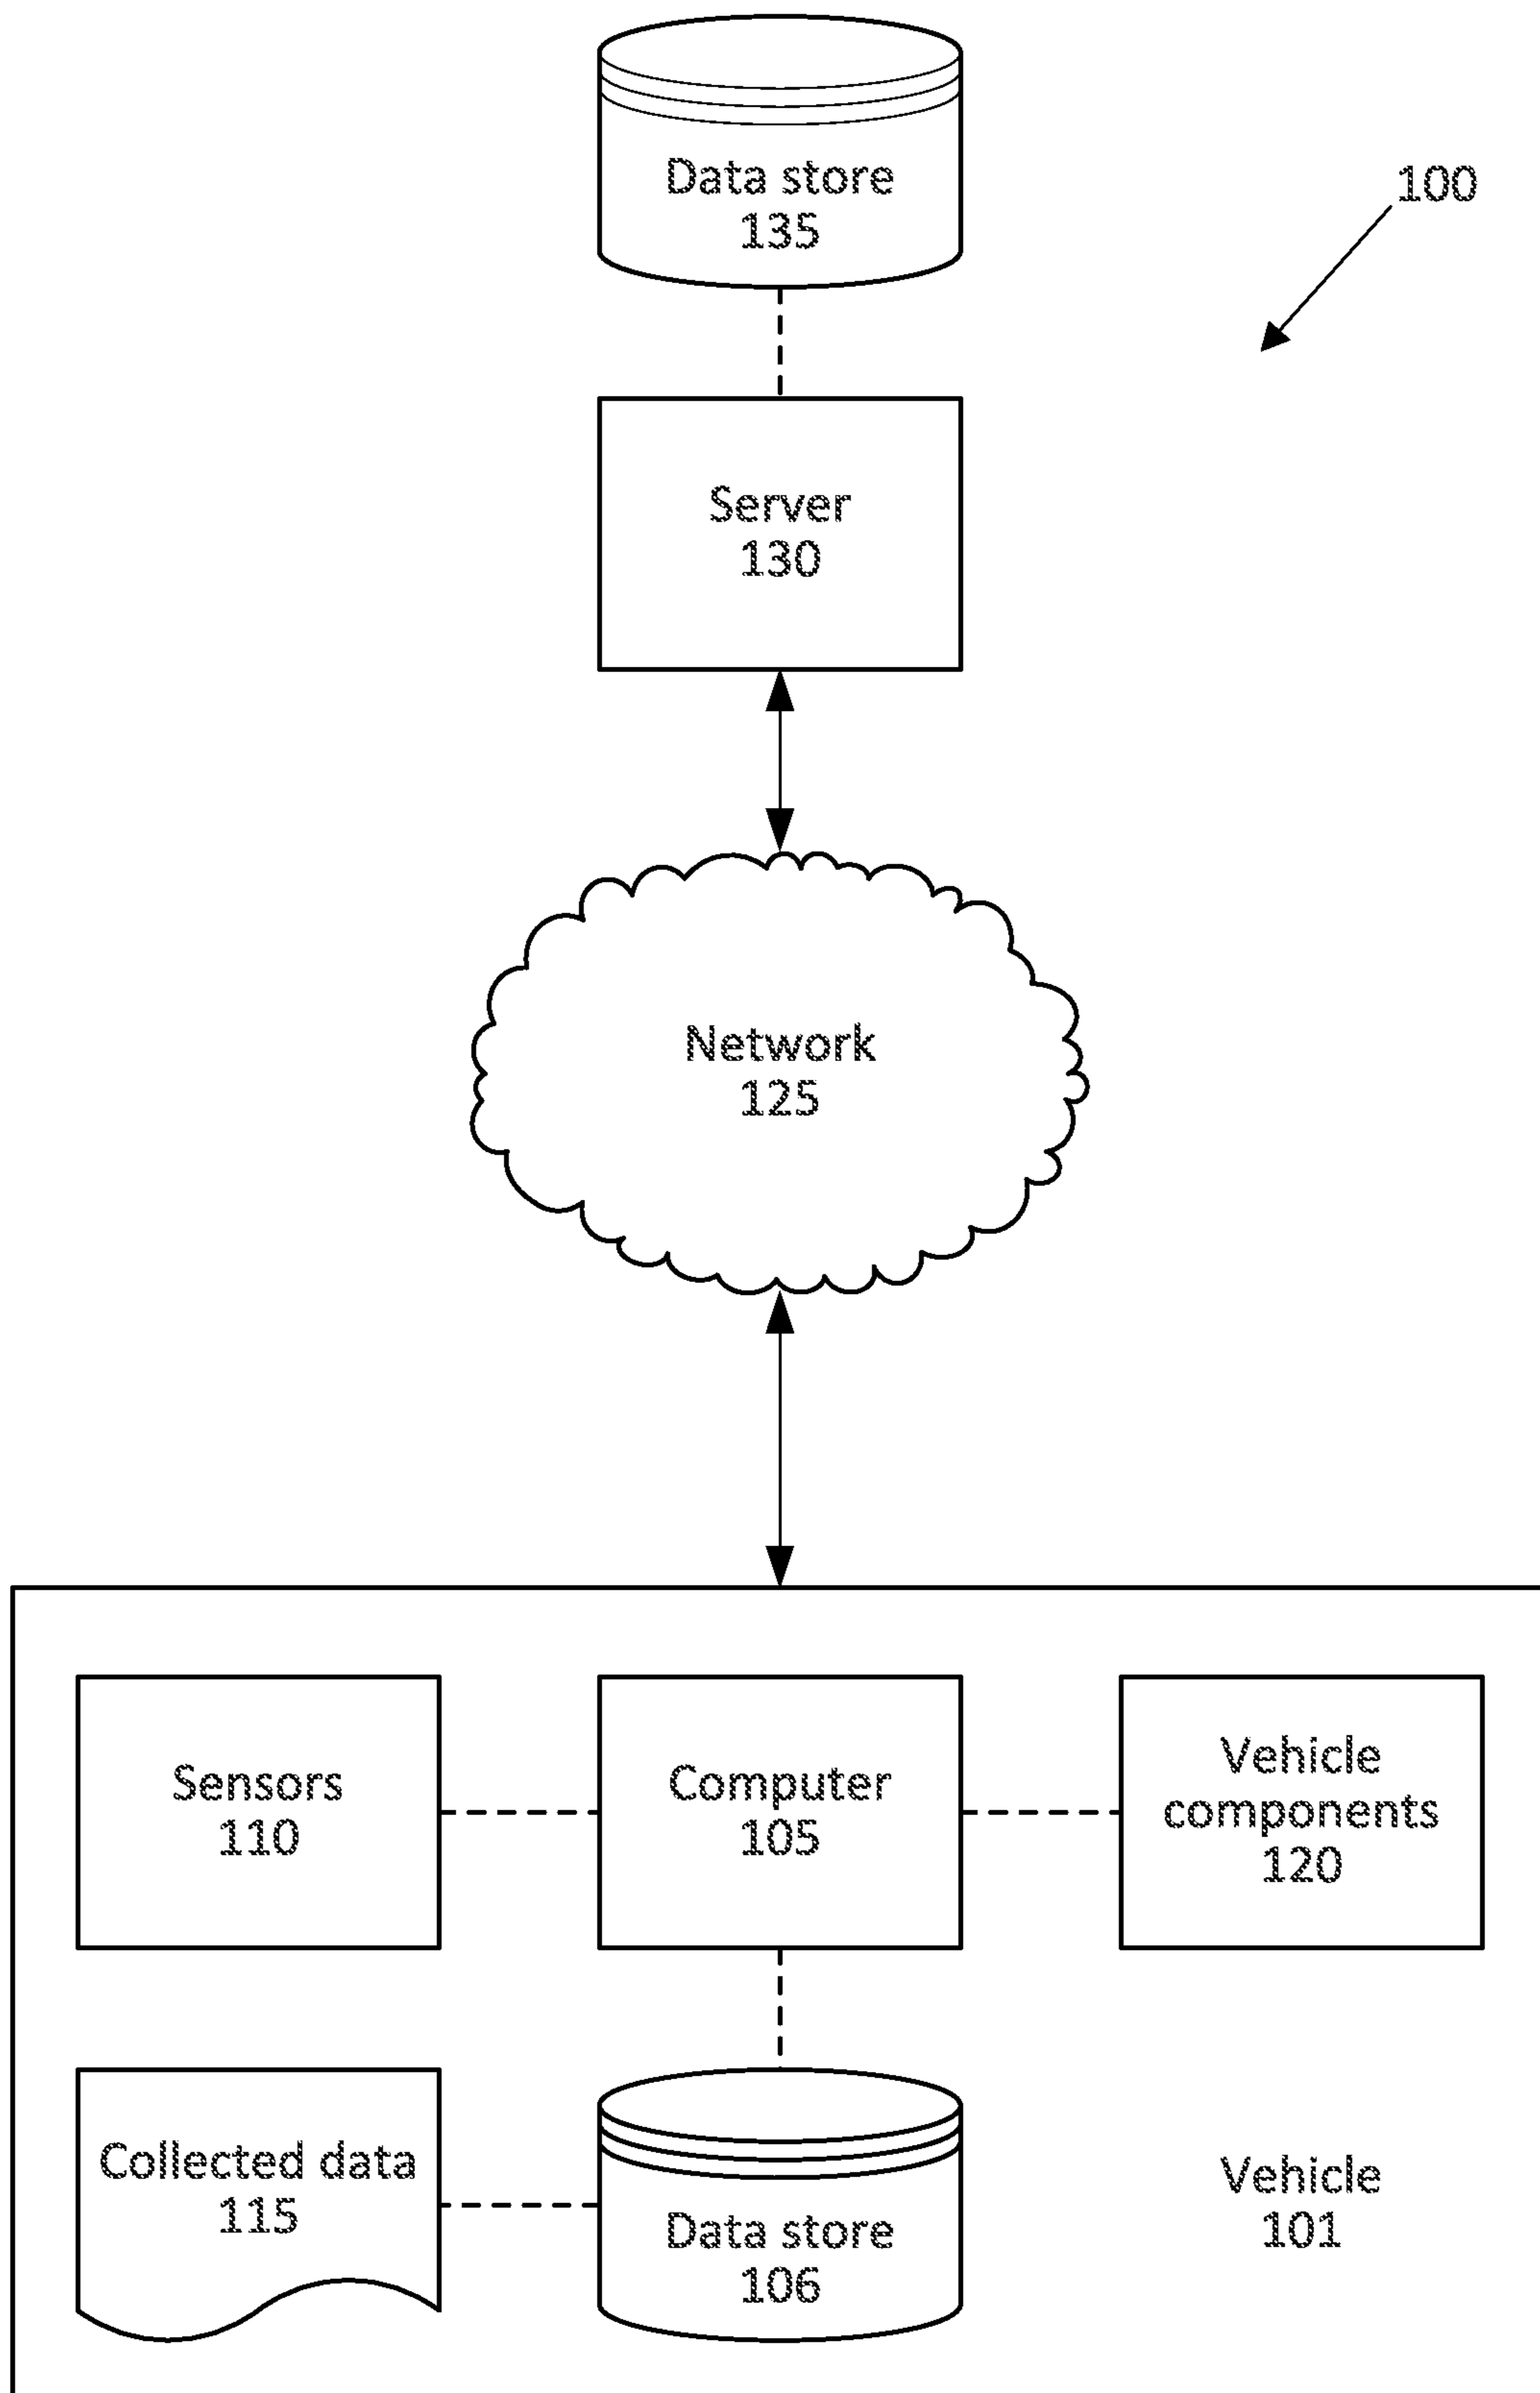 Data store
135
100
Server
130
Network
125
Sensors
110
Computer
105
Vehicle
components
120
Collected data
115
Data store
106
Vehicle
101